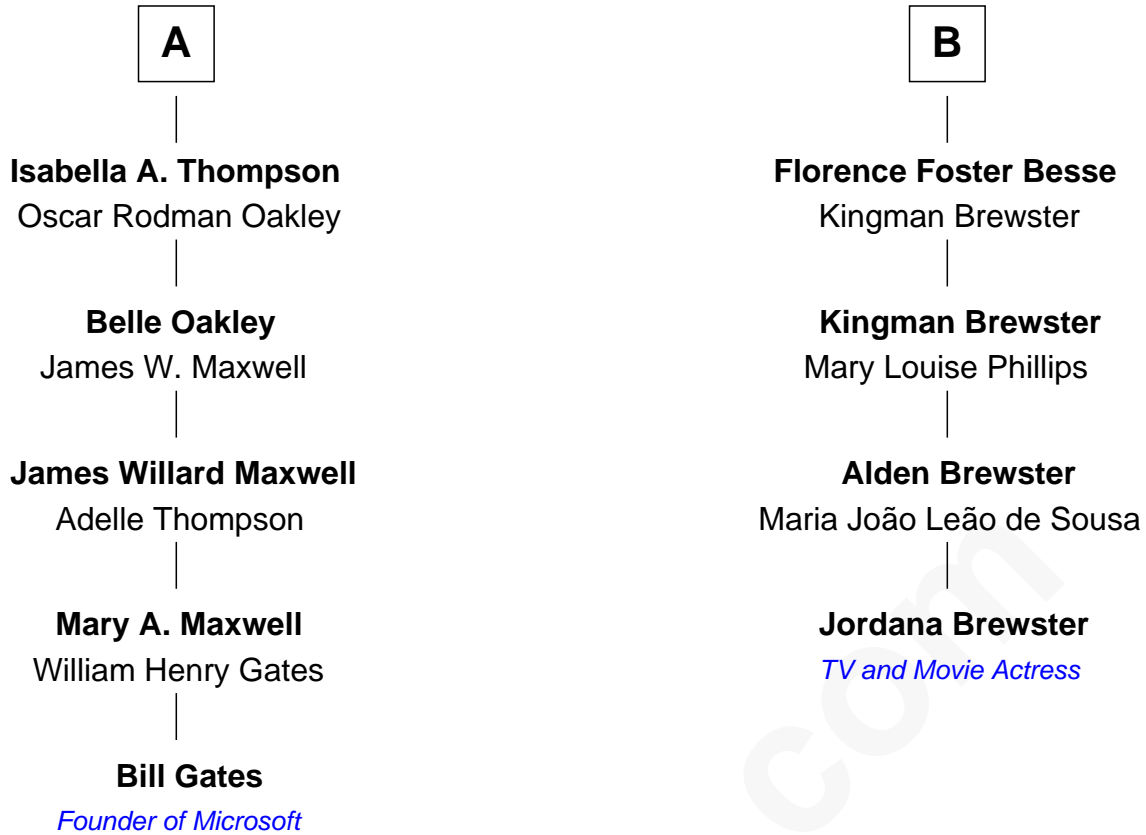 A
Isabella A. Thompson
Oscar Rodman Oakley
Belle Oakley
James W. Maxwell
James Willard Maxwell
Adelle Thompson
Mary A. Maxwell
William Henry Gates
Bill Gates
Founder of Microsoft
B
Florence Foster Besse
Kingman Brewster
Kingman Brewster
Mary Louise Phillips
Alden Brewster
Maria João Leão de Sousa
Jordana Brewster
TV and Movie Actress
com